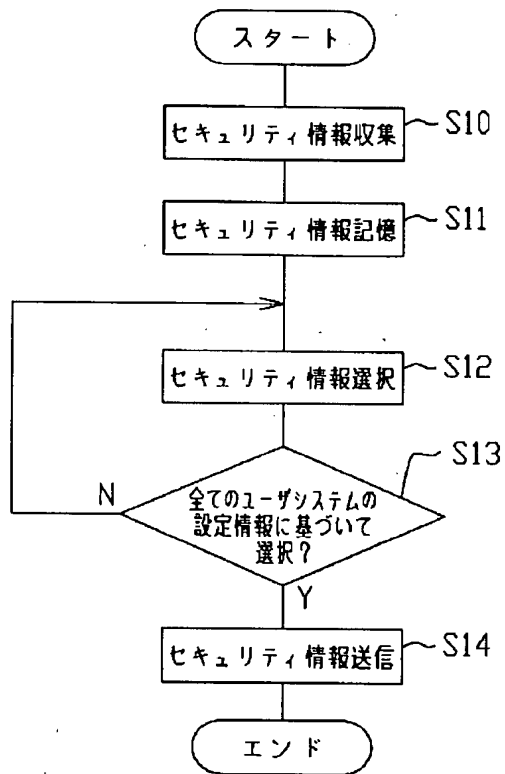 スタート
セキュリティ情報収集
S10
セキュリティ情報記憶
S11
セキュリティ情報選択
S12
S13
N
全てのユーザシステムの
設定情報に基づいて
選択?
Y
セキュリティ情報送信
S14
エンド